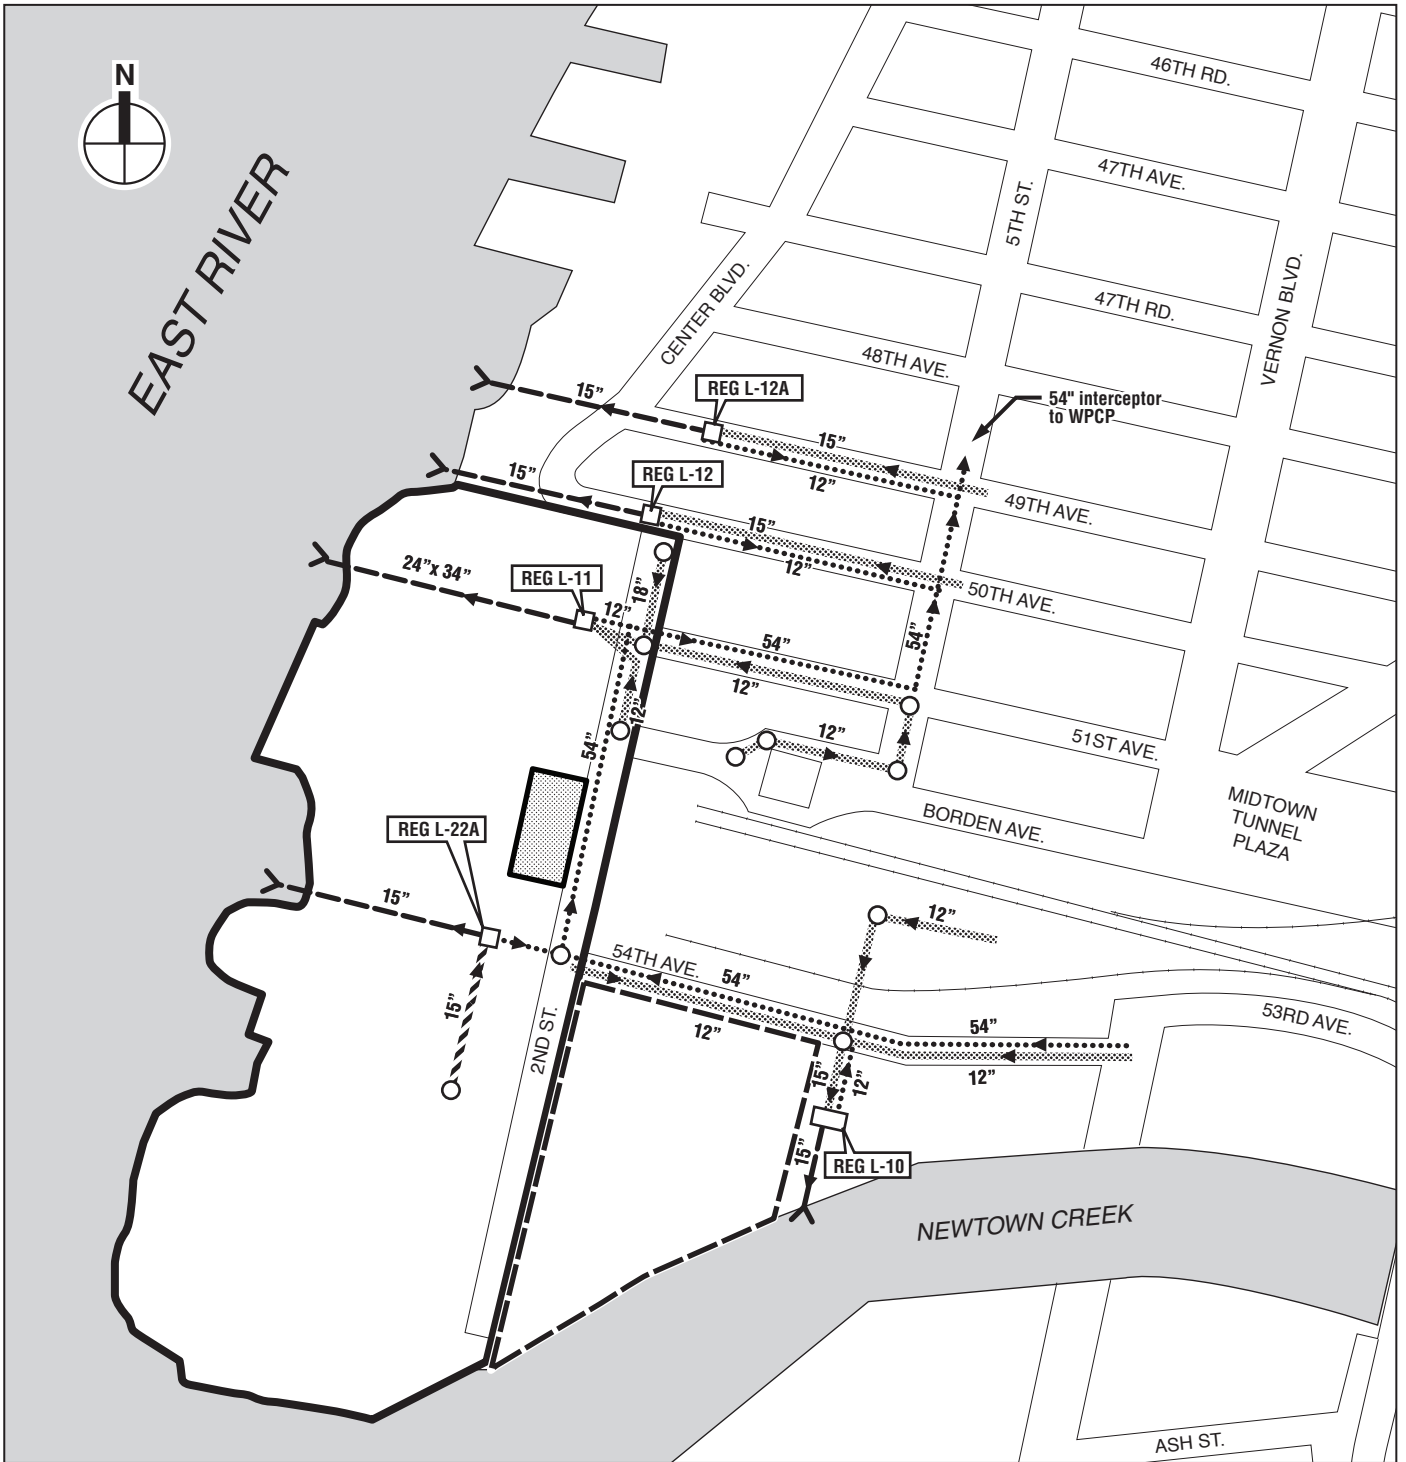 N
EAST RIVER
46TH RD.
47TH AVE.
5TH ST.
47TH RD.
VERNON BLVD.
CENTER BLVD.
48TH AVE.
15”
REG L-12A
54" interceptor
to WPCP
15”
12”
49TH AVE.
15”
REG L-12
15”
12”
50TH AVE.
24”x 34”
REG L-11
12”
18”
54”
54”
12”
12”
12”
51ST AVE.
54”
MIDTOWN
TUNNEL
PLAZA
BORDEN AVE.
REG L-22A
15”
12”
54TH AVE.
54”
15”
12”
54”
53RD AVE.
12”
2ND ST.
15”
12”
15”
REG L-10
NEWTOWN CREEK
ASH ST.